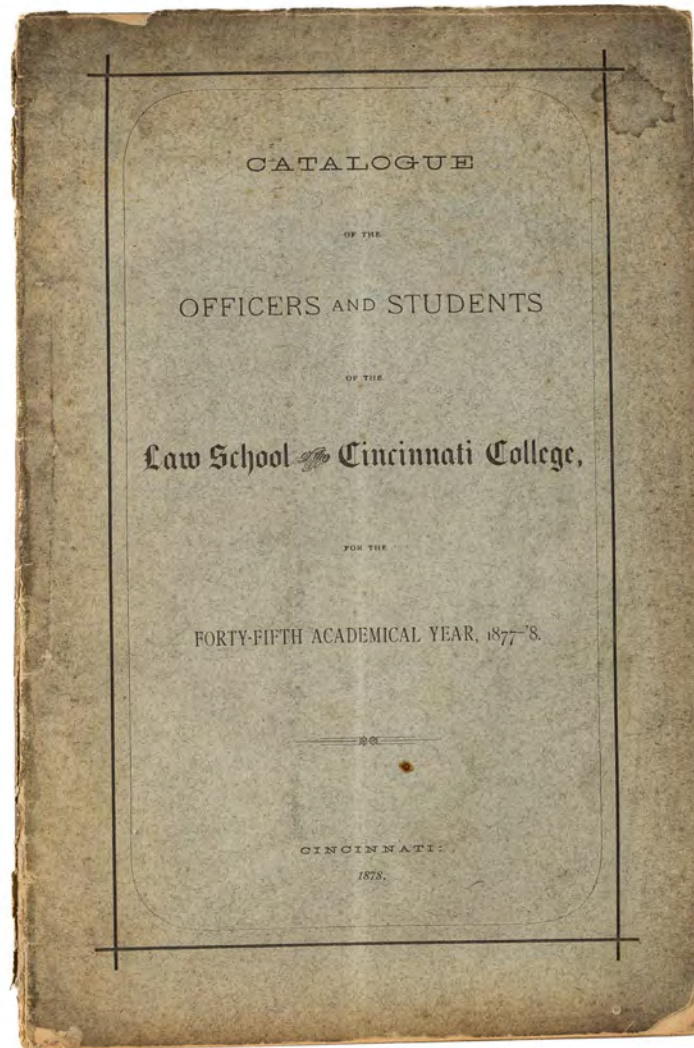 CATALOGUE
OF THE
OFFICERS AND STUDENTS
OF THE
Law School of the Cincinnati College,
FOR THE
FORTY-FIFTH ACADEMICAL YEAR, 1877-'8.
CINCINNATI:
1878.